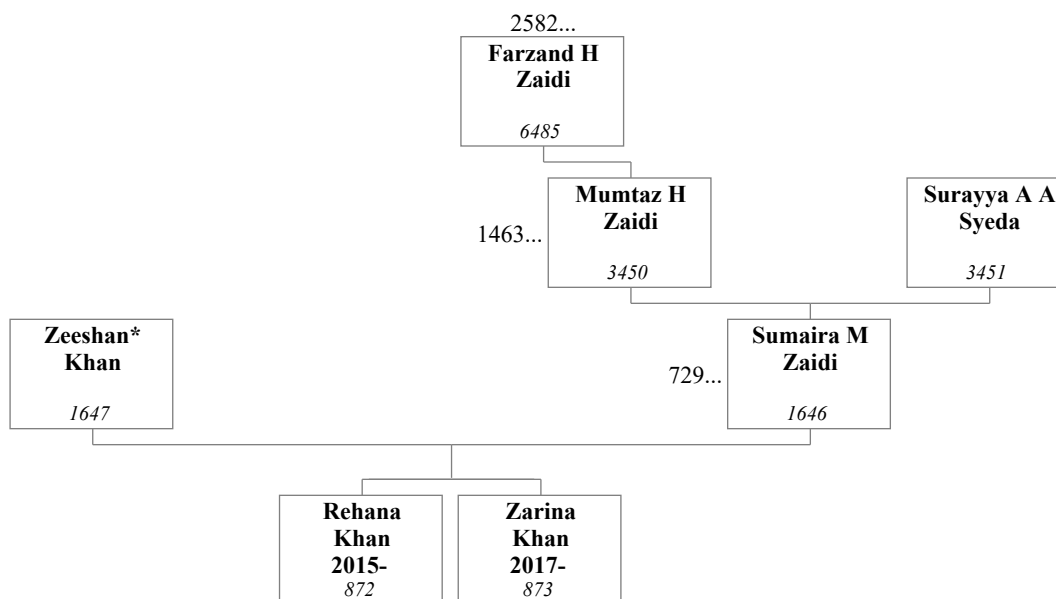 2582...
Farzand H
Zaidi
6485
1463...
Mumtaz H
Zaidi
3450
Surayya A A
Syeda
3451
Zeeshan*
Khan
1647
729...
Sumaira M
Zaidi
1646
Rehana
Khan
2015-
872
Zarina
Khan
2017-
873